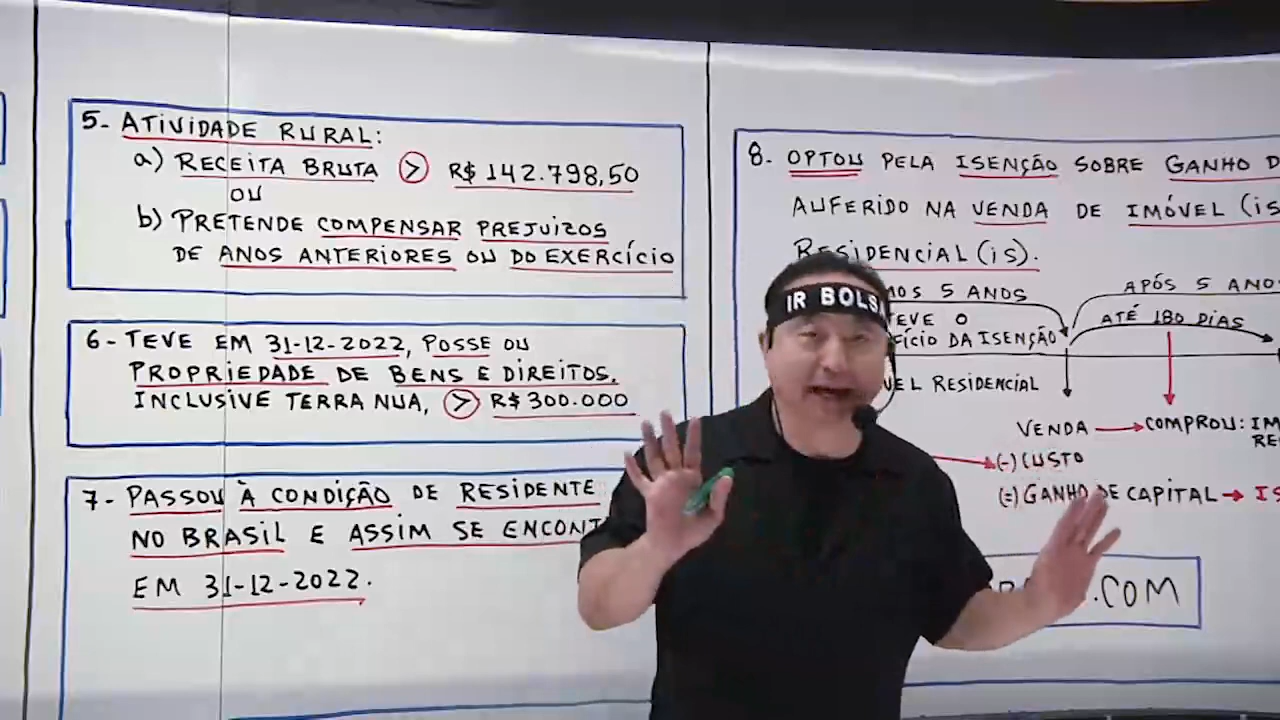 5- ATIVIDADE RURAL:
a) RECEITA BRUTA > R$ 142.798,50
OU
b) PRETENDE COMPENSAR PREJUIZOS
DE ANOS ANTERIORES OU DO EXERCÍCIO
6- TEVE EM 31-12-2022, POSSE OU
PROPRIEDADE DE BENS E DIREITOS,
INCLUSIVE TERRA NUA, > R$ 300.000
7- PASSOU À CONDIÇÃO DE RESIDENTE
NO BRASIL E ASSIM SE ENCONT
EM 31-12-2022.
8. OPTOU PELA ISENÇÃO SOBRE GANHO D
AUFERIDO NA VENDA DE IMÓVEL (is
RESIDENCIAL (iS).
MOS 5 ANOS
APÓS 5 ANO
TEVE O
FÍCIO DA ISENÇÃO
ATÉ 180 DIAS
VEL RESIDENCIAL
VENDA → COMPROU: IM
RE
(-) CUSTO
(=) GANHO DE CAPITAL → IS
.COM
IR BOLSA